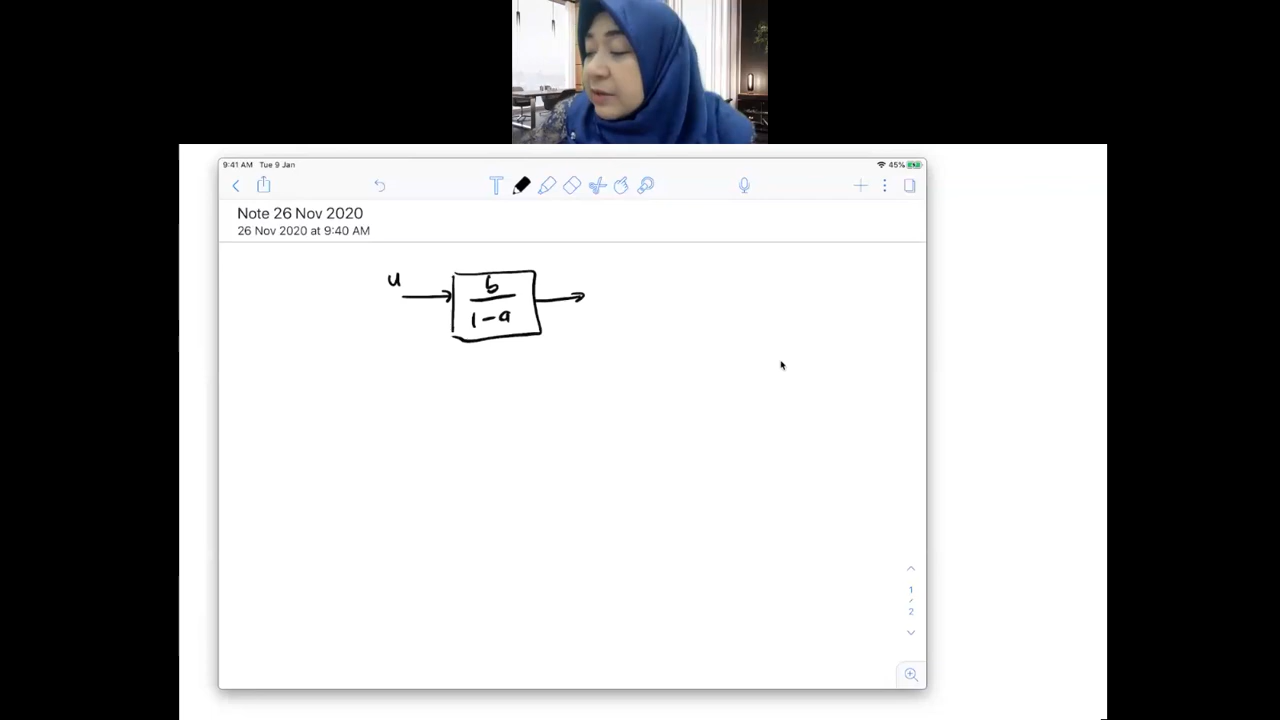 9:41 AM Tue 9 Jan
45%
Note 26 Nov 2020
26 Nov 2020 at 9:40 AM
u
b
1-a
1
/
2